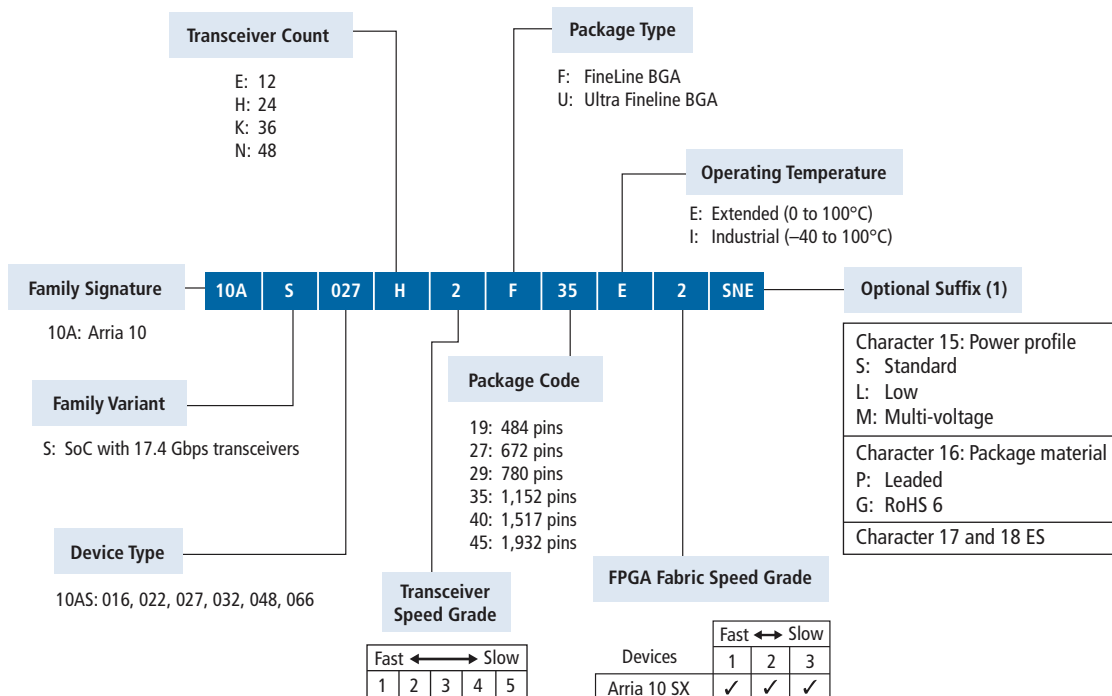 Transceiver Count
E: 12
H: 24
K: 36
N: 48
Package Type
F: FineLine BGA
U: Ultra Fineline BGA
Operating Temperature
E: Extended (0 to 100°C)
I: Industrial (–40 to 100°C)
Family Signature
10A S 027 H 2 F 35 E 2 SNE
Optional Suffix (1)
10A: Arria 10
Character 15: Power profile
S: Standard
L: Low
M: Multi-voltage
Character 16: Package material
P: Leaded
G: RoHS 6
Character 17 and 18 ES
Family Variant
S: SoC with 17.4 Gbps transceivers
Package Code
19: 484 pins
27: 672 pins
29: 780 pins
35: 1,152 pins
40: 1,517 pins
45: 1,932 pins
Device Type
10AS: 016, 022, 027, 032, 048, 066
Transceiver
Speed Grade
Fast Slow
1 2 3 4 5
FPGA Fabric Speed Grade
Fast Slow
Devices 1 2 3
Arria 10 SX ✓ ✓ ✓